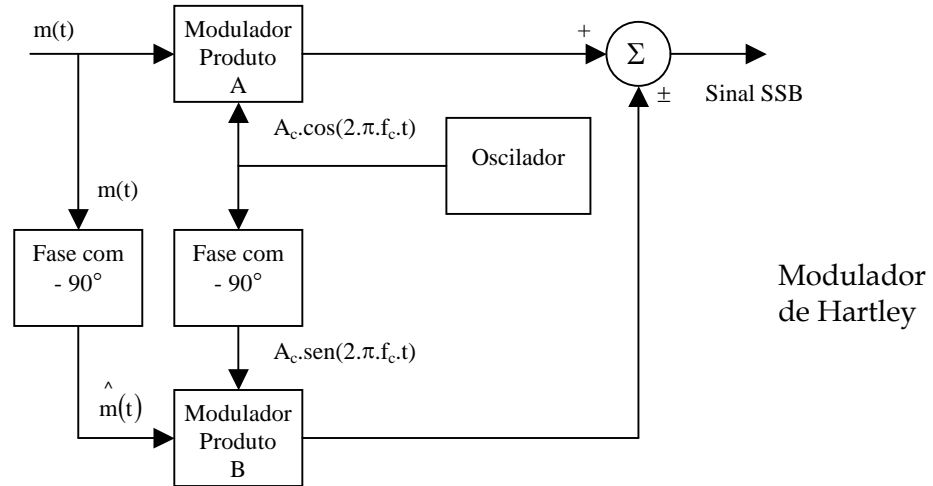 m(t)
Modulador
Produto
A
+
Σ
±
Sinal SSB
A_c.cos(2.π.f_c.t)
Oscilador
m(t)
Fase com
- 90°
Fase com
- 90°
Modulador
de Hartley
A_c.sen(2.π.f_c.t)
m̂(t)
Modulador
Produto
B